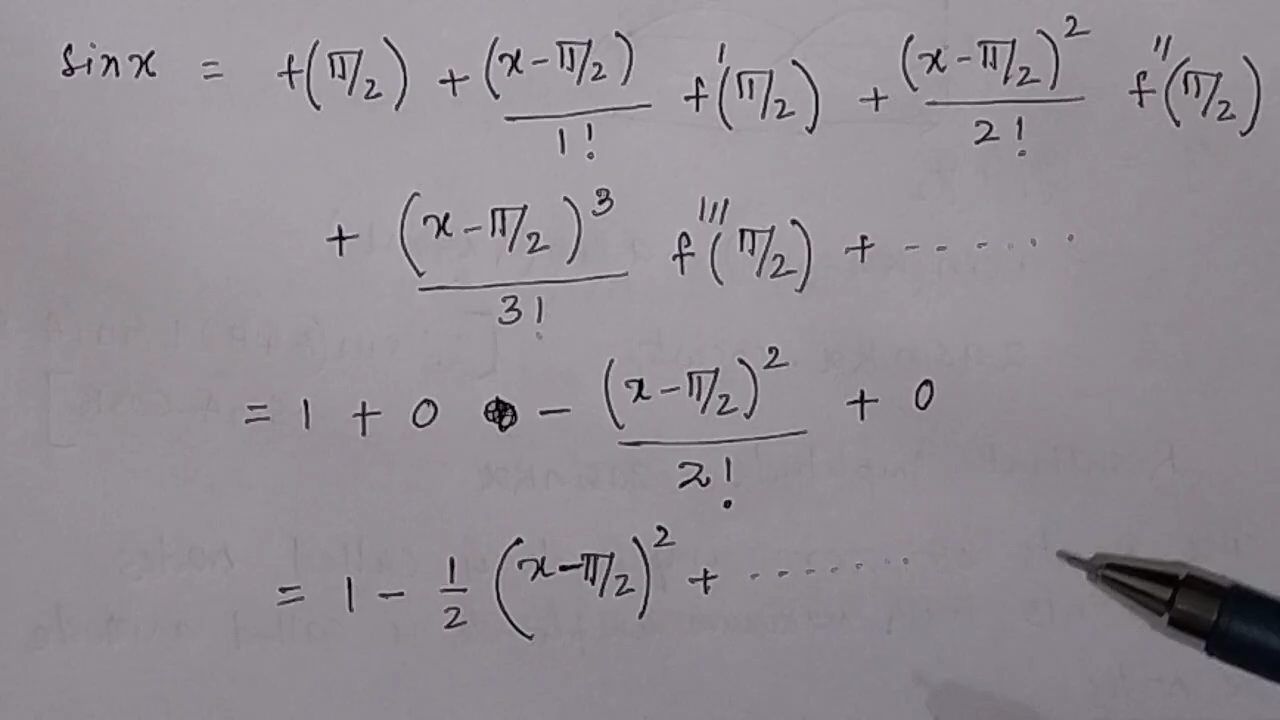 sinx = f(π/2) + (x-π/2)/1! f'(π/2) + (x-π/2)²/2! f''(π/2)
+ (x-π/2)³/3! f'''(π/2) + ------
= 1 + 0 - (x-π/2)²/2! + 0
= 1 - 1/2 (x-π/2)² + -------